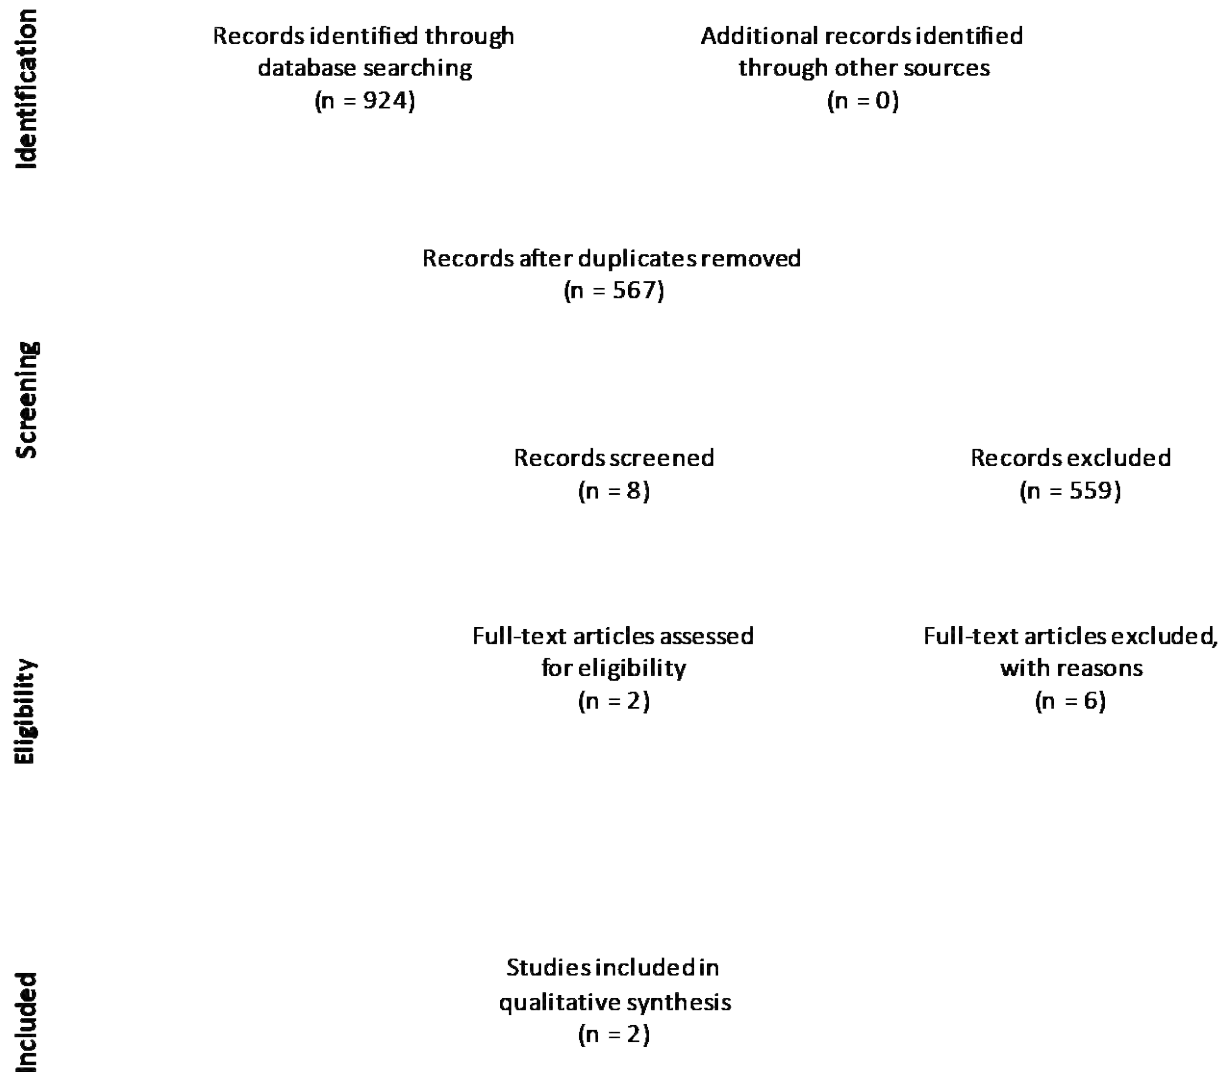 Identification
Records identified through
database searching
(n = 924)
Additional records identified
through other sources
(n = 0)
Records after duplicates removed
(n = 567)
Screening
Records screened
(n = 8)
Records excluded
(n = 559)
Eligibility
Full-text articles assessed
for eligibility
(n = 2)
Full-text articles excluded,
with reasons
(n = 6)
Included
Studies included in
qualitative synthesis
(n = 2)